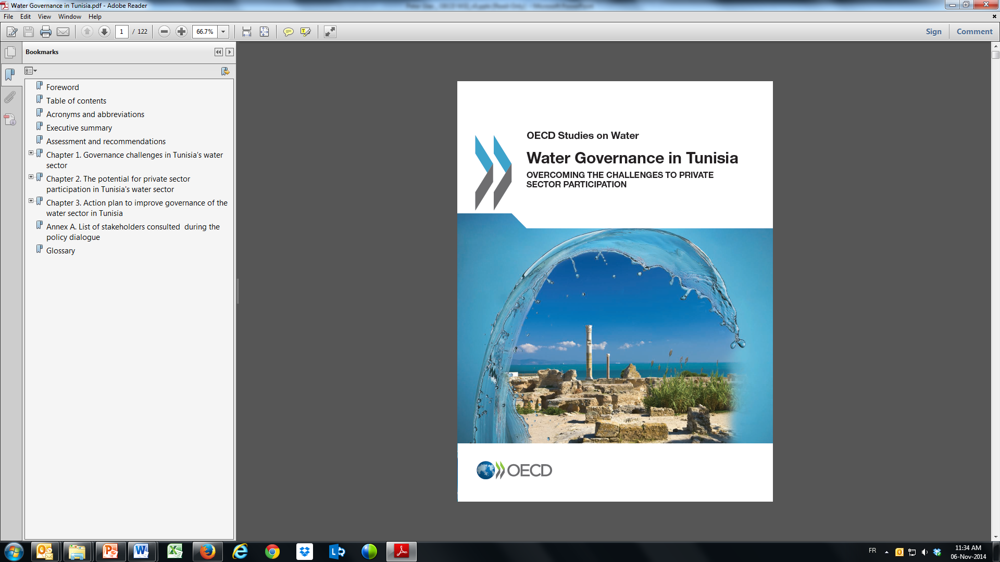 Water Governance in Tunisia.pdf - Adobe Reader
File Edit View Window Help
1 / 122 66.7% Sign Comment
Bookmarks
Foreword
Table of contents
Acronyms and abbreviations
Executive summary
Assessment and recommendations
Chapter 1. Governance challenges in Tunisia's water
sector
Chapter 2. The potential for private sector
participation in Tunisia's water sector
Chapter 3. Action plan to improve governance of the
water sector in Tunisia
Annex A. List of stakeholders consulted during the
policy dialogue
Glossary
OECD Studies on Water
Water Governance in Tunisia
OVERCOMING THE CHALLENGES TO PRIVATE
SECTOR PARTICIPATION
OECD
FR
11:34 AM
06-Nov-2014